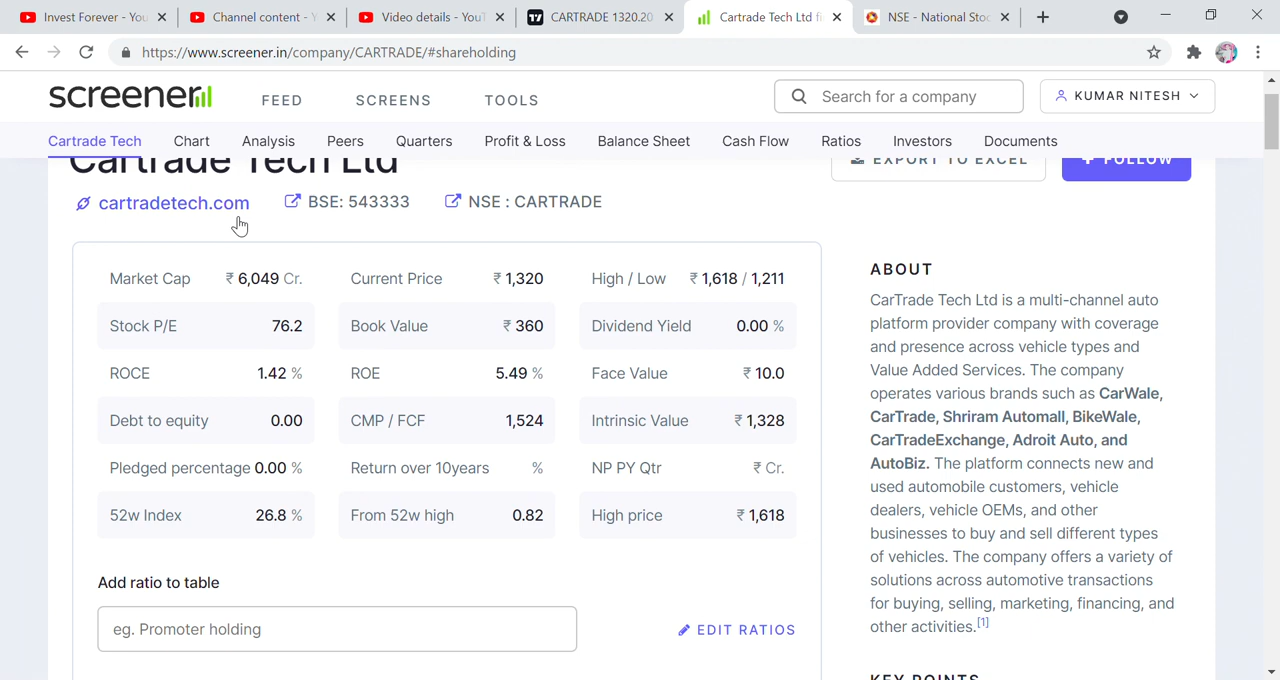 Invest Forever - You
Channel content - Y
Video details - YouT
CARTRADE 1320.20
Cartrade Tech Ltd fi
NSE - National Stoc
https://www.screener.in/company/CARTRADE/#shareholding
screener
FEED
SCREENS
TOOLS
Search for a company
KUMAR NITESH
Cartrade Tech
Chart
Analysis
Peers
Quarters
Profit & Loss
Balance Sheet
Cash Flow
Ratios
Investors
Documents
Cartrade Tech Ltd
EXPORT TO EXCEL
+ FOLLOW
cartradetech.com
BSE: 543333
NSE : CARTRADE
Market Cap ₹ 6,049 Cr.
Current Price ₹ 1,320
High / Low ₹ 1,618 / 1,211
Stock P/E 76.2
Book Value ₹ 360
Dividend Yield 0.00 %
ROCE 1.42 %
ROE 5.49 %
Face Value ₹ 10.0
Debt to equity 0.00
CMP / FCF 1,524
Intrinsic Value ₹ 1,328
Pledged percentage 0.00 %
Return over 10years %
NP PY Qtr ₹ Cr.
52w Index 26.8 %
From 52w high 0.82
High price ₹ 1,618
Add ratio to table
eg. Promoter holding
EDIT RATIOS
ABOUT
CarTrade Tech Ltd is a multi-channel auto
platform provider company with coverage
and presence across vehicle types and
Value Added Services. The company
operates various brands such as CarWale,
CarTrade, Shriram Automall, BikeWale,
CarTradeExchange, Adroit Auto, and
AutoBiz. The platform connects new and
used automobile customers, vehicle
dealers, vehicle OEMs, and other
businesses to buy and sell different types
of vehicles. The company offers a variety of
solutions across automotive transactions
for buying, selling, marketing, financing, and
other activities.[1]
KEY POINTS